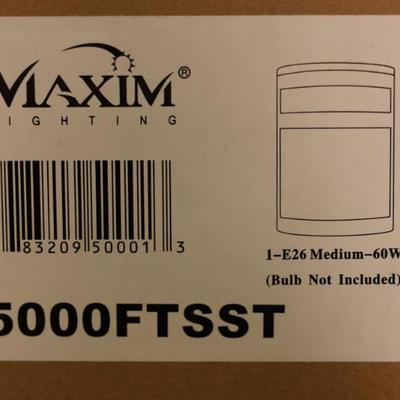 MAXIM®
LIGHTING
83209 50001 3
1-E26 Medium-60W
(Bulb Not Included)
5000FTSST